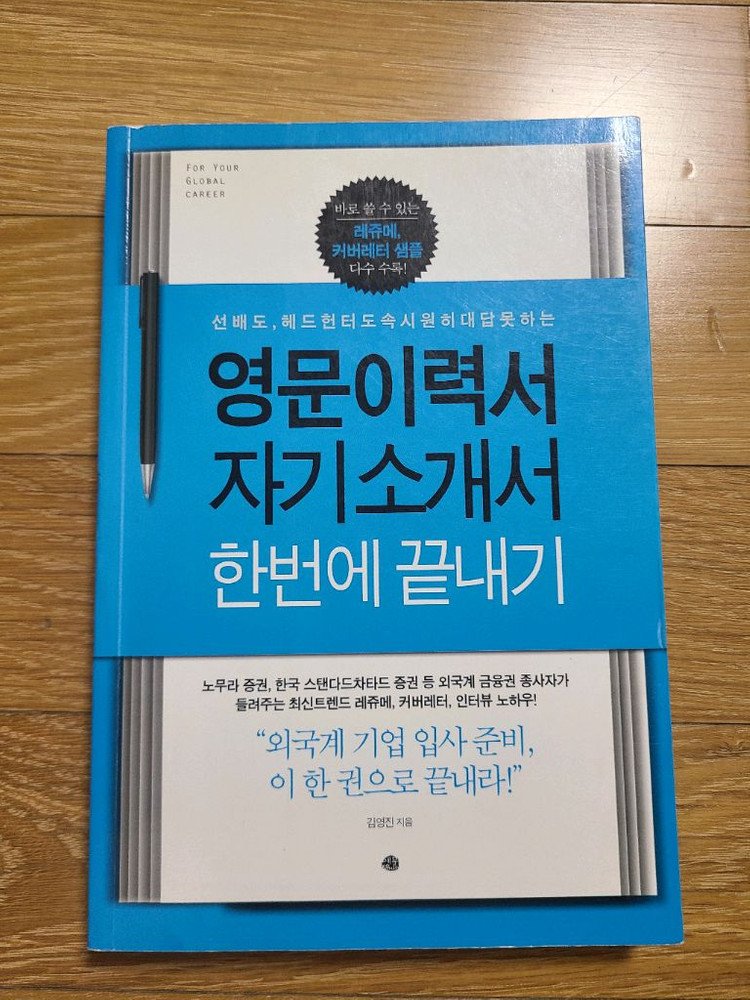 FOR YOUR
GLOBAL
CAREER
바로 쓸 수 있는
레쥬메,
커버레터 샘플
다수 수록!
선배도, 헤드헌터도 속시원히 대답 못하는
영문이력서
자기소개서
한번에 끝내기
노무라 증권, 한국 스탠다드차타드 증권 등 외국계 금융권 종사자가
들려주는 최신트렌드 레쥬메, 커버레터, 인터뷰 노하우!
“외국계 기업 입사 준비,
이 한 권으로 끝내라!”
김영진 지음